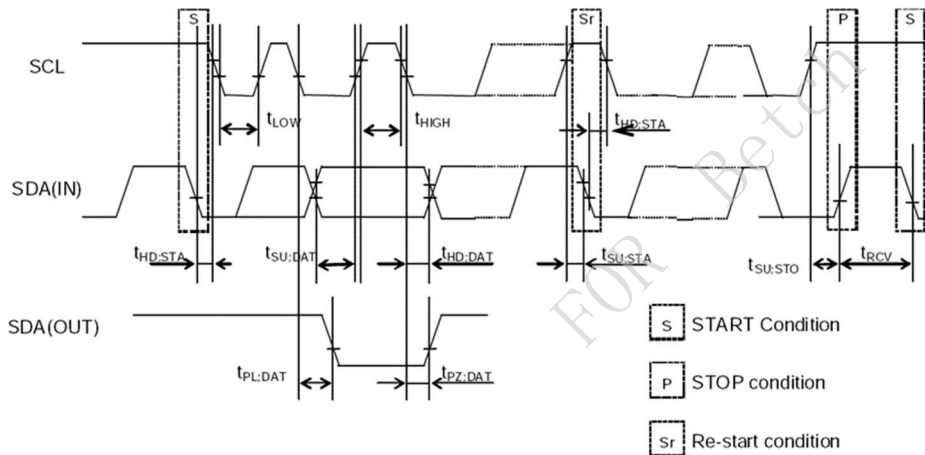 S
Sr
P
S
SCL
tLOW
tHIGH
tHD;STA
SDA(IN)
tHD;STA
tSU;DAT
tHD;DAT
tSU;STA
tSU;STO
tRCV
SDA(OUT)
tPL;DAT
tPZ;DAT
S START Condition
P STOP condition
Sr Re-start condition
FOR Betch